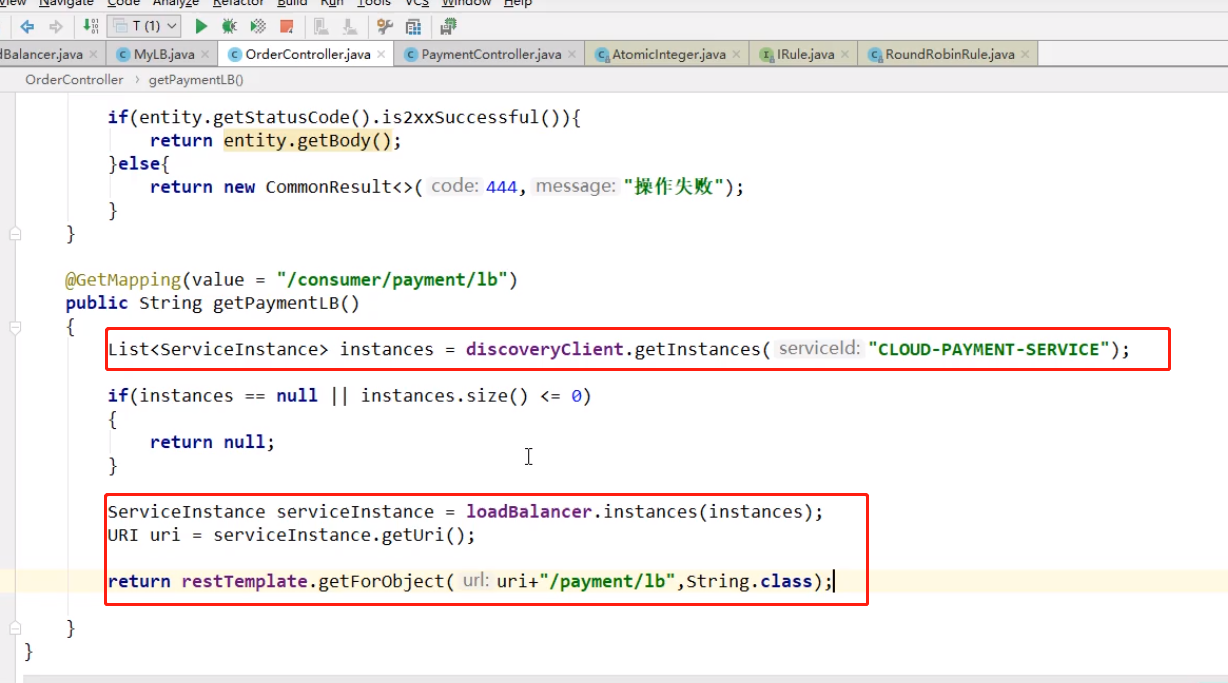 View Navigate Code Analyze Refactor Build Run Tools VCS Window Help
T (1)
dBalancer.java MyLB.java OrderController.java PaymentController.java AtomicInteger.java IRule.java RoundRobinRule.java
OrderController getPaymentLB()
if(entity.getStatusCode().is2xxSuccessful()){
return entity.getBody();
}else{
return new CommonResult<>( code: 444, message: "操作失败");
}
}
@GetMapping(value = "/consumer/payment/lb")
public String getPaymentLB()
{
List<ServiceInstance> instances = discoveryClient.getInstances( serviceId: "CLOUD-PAYMENT-SERVICE");
if(instances == null || instances.size() <= 0)
{
return null;
}
ServiceInstance serviceInstance = loadBalancer.instances(instances);
URI uri = serviceInstance.getUri();
return restTemplate.getForObject( url: uri+"/payment/lb",String.class);
}
}